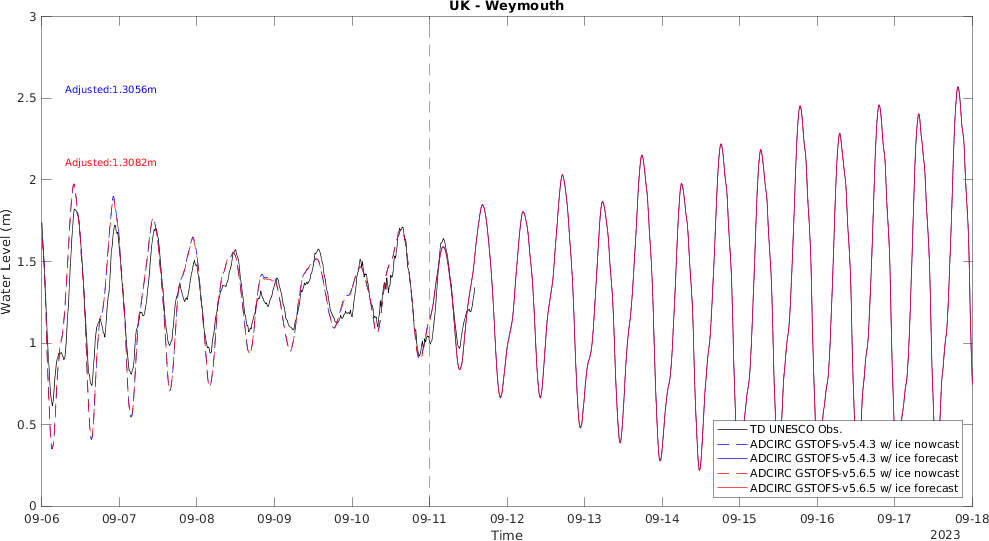 UK - Weymouth
3
2.5
2
1.5
1
0.5
0
Water Level (m)
Adjusted:1.3056m
Adjusted:1.3082m
TD UNESCO Obs.
ADCIRC GSTOFS-v5.4.3 w/ ice nowcast
ADCIRC GSTOFS-v5.4.3 w/ ice forecast
ADCIRC GSTOFS-v5.6.5 w/ ice nowcast
ADCIRC GSTOFS-v5.6.5 w/ ice forecast
09-06 09-07 09-08 09-09 09-10 09-11 09-12 09-13 09-14 09-15 09-16 09-17 09-18
Time
2023